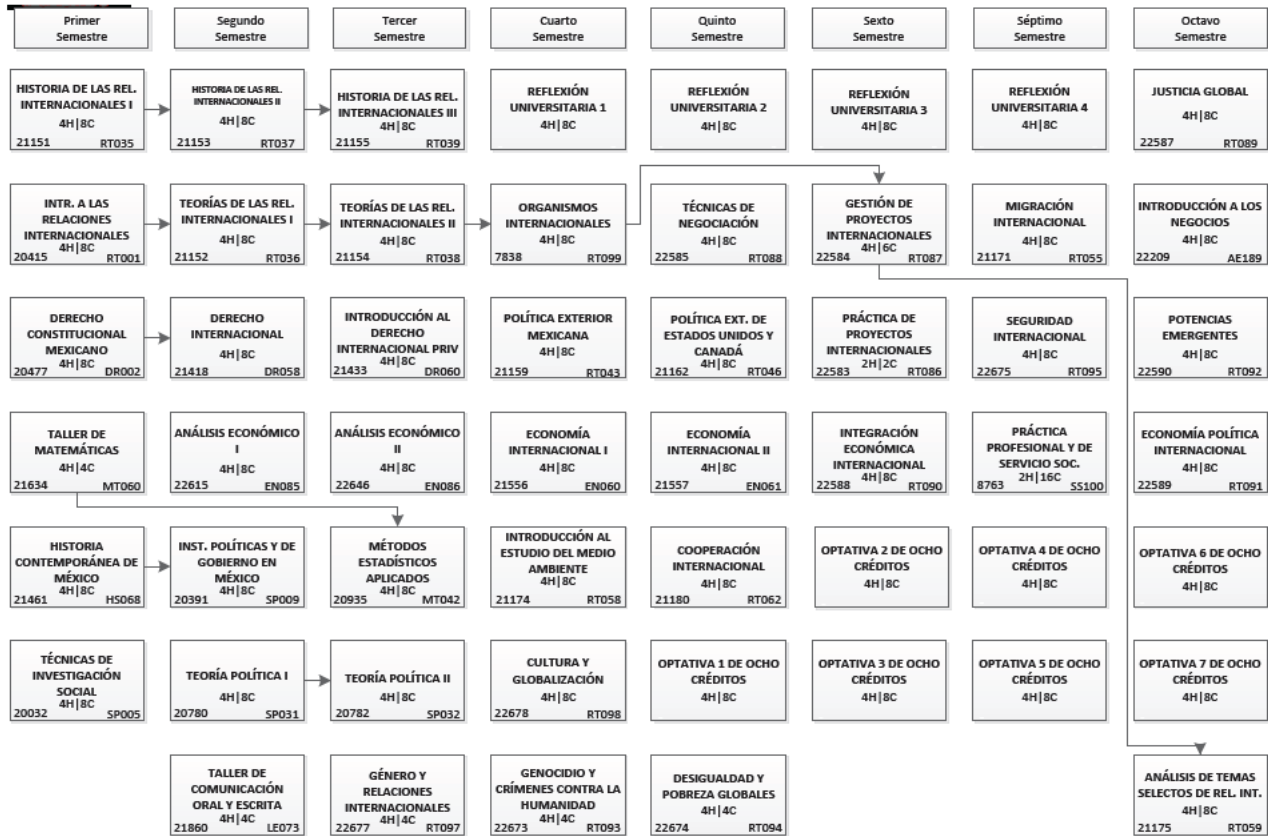 Primer
Semestre
Segundo
Semestre
Tercer
Semestre
Cuarto
Semestre
Quinto
Semestre
Sexto
Semestre
Séptimo
Semestre
Octavo
Semestre
HISTORIA DE LAS REL.
INTERNACIONALES I
4H|8C
21151 RT035
HISTORIA DE LAS REL.
INTERNACIONALES II
4H|8C
21153 RT037
HISTORIA DE LAS REL.
INTERNACIONALES III
4H|8C
21155 RT039
REFLEXIÓN
UNIVERSITARIA 1
4H|8C
REFLEXIÓN
UNIVERSITARIA 2
4H|8C
REFLEXIÓN
UNIVERSITARIA 3
4H|8C
REFLEXIÓN
UNIVERSITARIA 4
4H|8C
JUSTICIA GLOBAL
4H|8C
22587 RT089
INTR. A LAS
RELACIONES
INTERNACIONALES
4H|8C
20415 RT001
TEORÍAS DE LAS REL.
INTERNACIONALES I
4H|8C
21152 RT036
TEORÍAS DE LAS REL.
INTERNACIONALES II
4H|8C
21154 RT038
ORGANISMOS
INTERNACIONALES
4H|8C
7838 RT099
TÉCNICAS DE
NEGOCIACIÓN
4H|8C
22585 RT088
GESTIÓN DE
PROYECTOS
INTERNACIONALES
4H|6C
22584 RT087
MIGRACIÓN
INTERNACIONAL
4H|8C
21171 RT055
INTRODUCCIÓN A LOS
NEGOCIOS
4H|8C
22209 AE189
DERECHO
CONSTITUCIONAL
MEXICANO
4H|8C
20477 DR002
DERECHO
INTERNACIONAL
4H|8C
21418 DR058
INTRODUCCIÓN AL
DERECHO
INTERNACIONAL PRIV
4H|8C
21433 DR060
POLÍTICA EXTERIOR
MEXICANA
4H|8C
21159 RT043
POLÍTICA EXT. DE
ESTADOS UNIDOS Y
CANADÁ
4H|8C
21162 RT046
PRÁCTICA DE
PROYECTOS
INTERNACIONALES
2H|2C
22583 RT086
SEGURIDAD
INTERNACIONAL
4H|8C
22675 RT095
POTENCIAS
EMERGENTES
4H|8C
22590 RT092
TALLER DE
MATEMÁTICAS
4H|4C
21634 MT060
ANÁLISIS ECONÓMICO
I
4H|8C
22615 EN085
ANÁLISIS ECONÓMICO
II
4H|8C
22646 EN086
ECONOMÍA
INTERNACIONAL I
4H|8C
21556 EN060
ECONOMÍA
INTERNACIONAL II
4H|8C
21557 EN061
INTEGRACIÓN
ECONÓMICA
INTERNACIONAL
4H|8C
22588 RT090
PRÁCTICA
PROFESIONAL Y DE
SERVICIO SOC.
2H|16C
8763 SS100
ECONOMÍA POLÍTICA
INTERNACIONAL
4H|8C
22589 RT091
HISTORIA
CONTEMPORÁNEA DE
MÉXICO
4H|8C
21461 HS068
INST. POLÍTICAS Y DE
GOBIERNO EN
MÉXICO
4H|8C
20391 SP009
MÉTODOS
ESTADÍSTICOS
APLICADOS
4H|8C
20935 MT042
INTRODUCCIÓN AL
ESTUDIO DEL MEDIO
AMBIENTE
4H|8C
21174 RT058
COOPERACIÓN
INTERNACIONAL
4H|8C
21180 RT062
OPTATIVA 2 DE OCHO
CRÉDITOS
4H|8C
OPTATIVA 4 DE OCHO
CRÉDITOS
4H|8C
OPTATIVA 6 DE OCHO
CRÉDITOS
4H|8C
TÉCNICAS DE
INVESTIGACIÓN
SOCIAL
4H|8C
20032 SP005
TEORÍA POLÍTICA I
4H|8C
20780 SP031
TEORÍA POLÍTICA II
4H|8C
20782 SP032
CULTURA Y
GLOBALIZACIÓN
4H|8C
22678 RT098
OPTATIVA 1 DE OCHO
CRÉDITOS
4H|8C
OPTATIVA 3 DE OCHO
CRÉDITOS
4H|8C
OPTATIVA 5 DE OCHO
CRÉDITOS
4H|8C
OPTATIVA 7 DE OCHO
CRÉDITOS
4H|8C
TALLER DE
COMUNICACIÓN
ORAL Y ESCRITA
4H|4C
21860 LE073
GÉNERO Y
RELACIONES
INTERNACIONALES
4H|4C
22677 RT097
GENOCIDIO Y
CRÍMENES CONTRA LA
HUMANIDAD
4H|4C
22673 RT093
DESIGUALDAD Y
POBREZA GLOBALES
4H|4C
22674 RT094
ANÁLISIS DE TEMAS
SELECTOS DE REL. INT.
4H|8C
21175 RT059